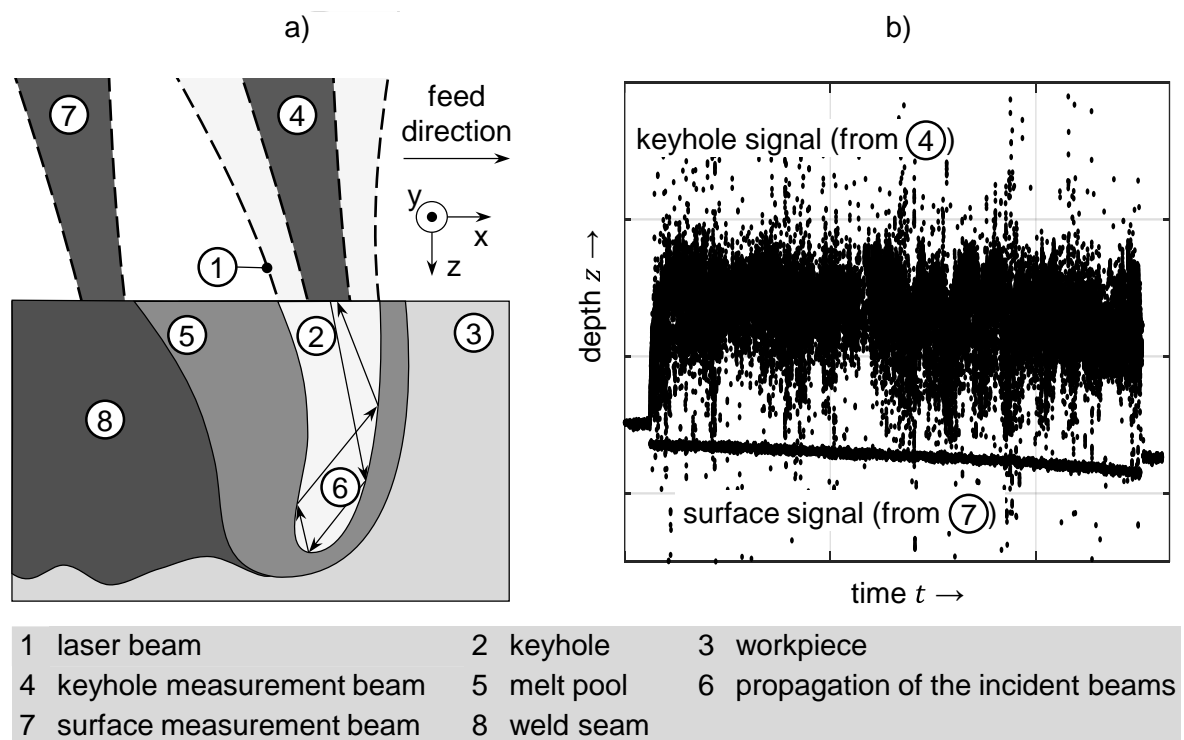 a)
b)
7
4
feed
direction
y
x
z
1
5
2
3
8
6
keyhole signal (from 4)
depth z →
surface signal (from 7)
time t →
1 laser beam 2 keyhole 3 workpiece
4 keyhole measurement beam 5 melt pool 6 propagation of the incident beams
7 surface measurement beam 8 weld seam